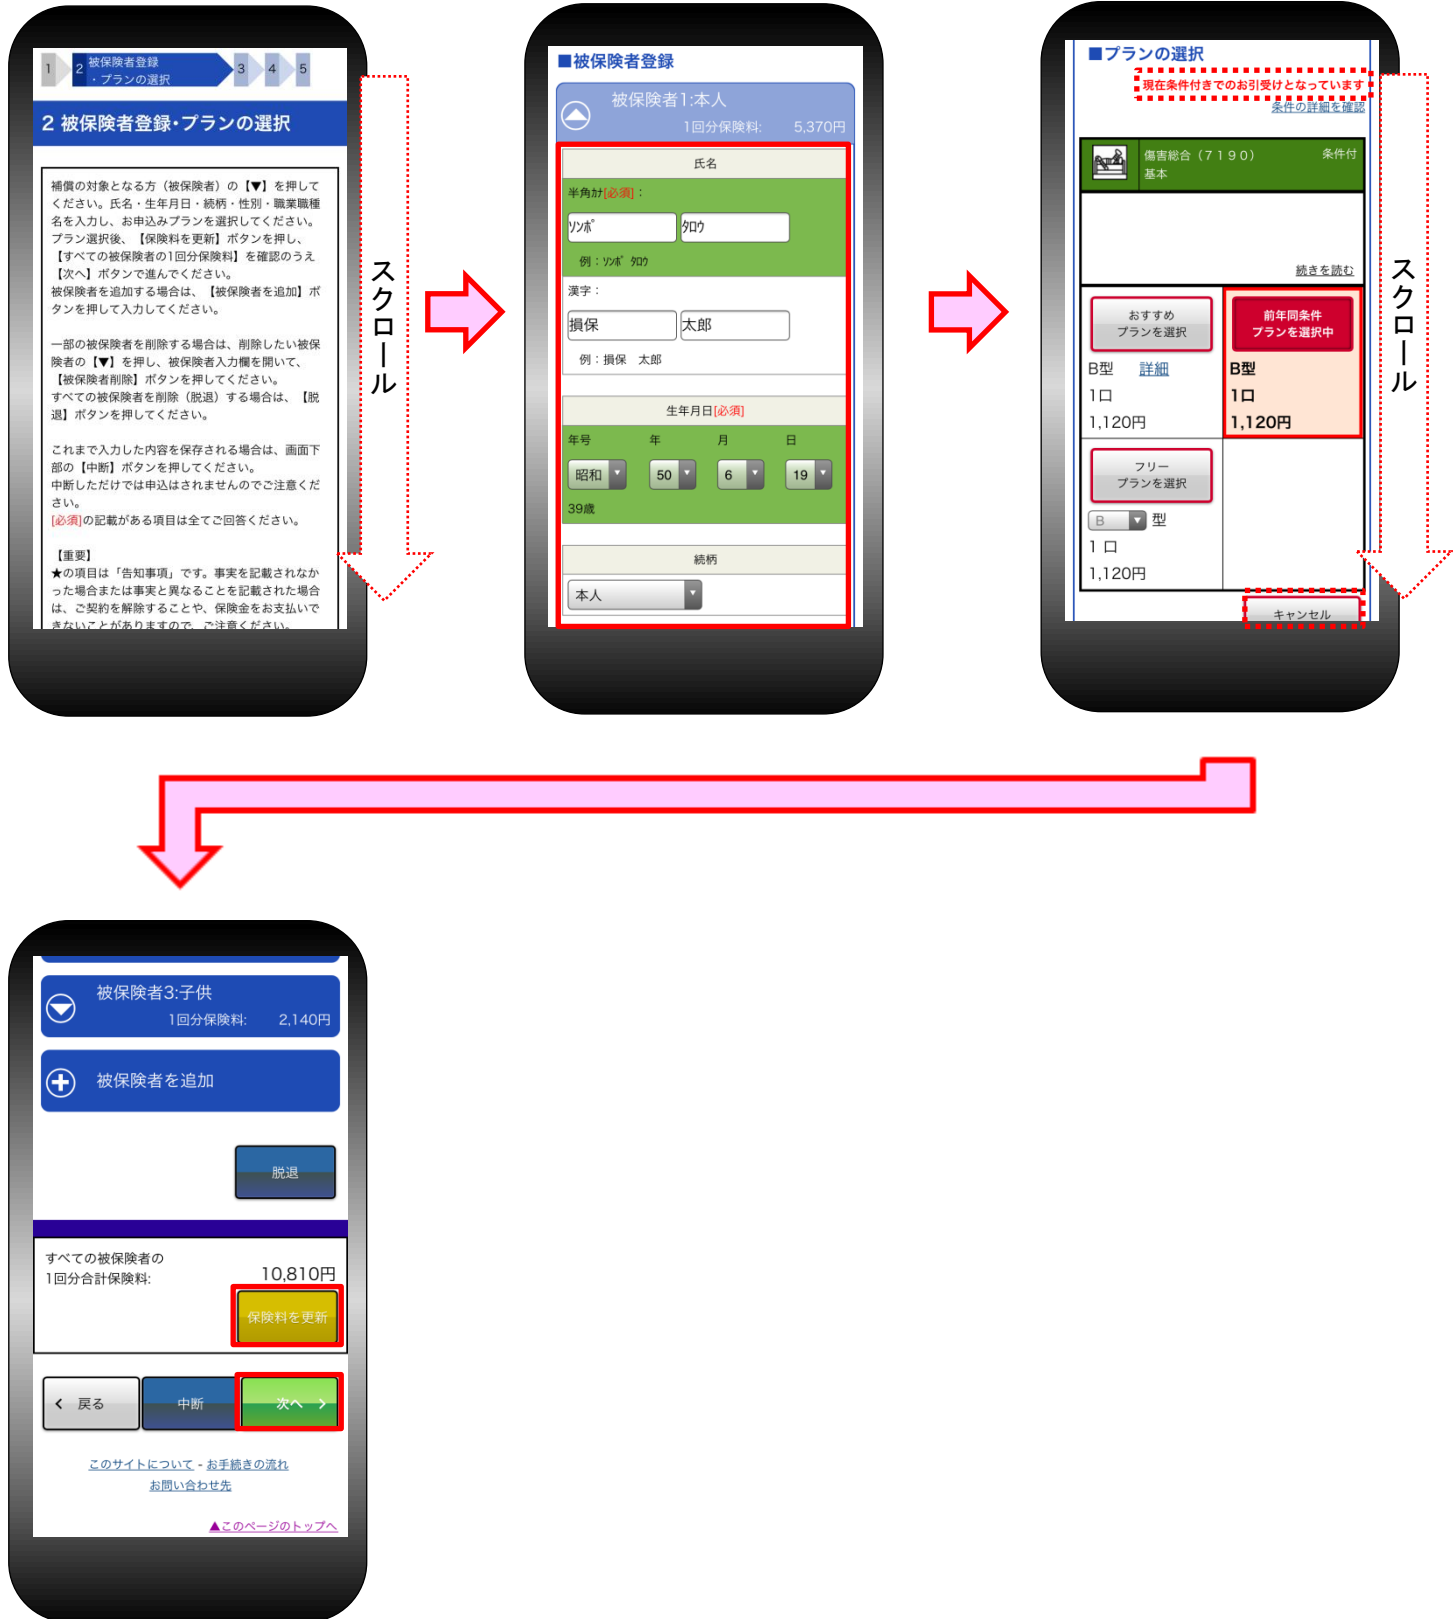 1 2 被保険者登録 3 4 5
・プランの選択
2 被保険者登録・プランの選択
補償の対象となる方（被保険者）の【▼】を押して
ください。氏名・生年月日・続柄・性別・職業職種
名を入力し、お申込みプランを選択してください。
プラン選択後、【保険料を更新】ボタンを押し、
【すべての被保険者の1回分保険料】を確認のうえ
【次へ】ボタンで進んでください。
被保険者を追加する場合は、【被保険者を追加】ボ
タンを押して入力してください。
一部の被保険者を削除する場合は、削除したい被保
険者の【▼】を押し、被保険者入力欄を開いて、
【被保険者削除】ボタンを押してください。
すべての被保険者を削除（脱退）する場合は、【脱
退】ボタンを押してください。
これまで入力した内容を保存される場合は、画面下
部の【中断】ボタンを押してください。
中断しただけでは申込はされませんのでご注意くだ
さい。
[必須]の記載がある項目は全てご回答ください。
【重要】
★の項目は「告知事項」です。事実を記載されなか
った場合または事実と異なることを記載された場合
は、ご契約を解除することや、保険金をお支払いで
きないことがありますので、ご注意ください。
スクロール
■被保険者登録
被保険者1:本人
1回分保険料: 5,370円
氏名
半角ｶﾅ[必須]：
ｿﾝﾎﾟ ﾀﾛｳ
例：ｿﾝﾎﾟ ﾀﾛｳ
漢字：
損保 太郎
例：損保 太郎
生年月日[必須]
年号 年 月 日
昭和 50 6 19
39歳
続柄
本人
■プランの選択
現在条件付きでのお引受けとなっています
条件の詳細を確認
傷害総合（７１９０） 条件付
基本
続きを読む
おすすめ
プランを選択
B型 詳細
1口
1,120円
前年同条件
プランを選択中
B型
1口
1,120円
フリー
プランを選択
B 型
1 口
1,120円
キャンセル
スクロール
被保険者3:子供
1回分保険料: 2,140円
被保険者を追加
脱退
すべての被保険者の
1回分合計保険料: 10,810円
保険料を更新
戻る 中断 次へ
このサイトについて - お手続きの流れ
お問い合わせ先
▲このページのトップへ